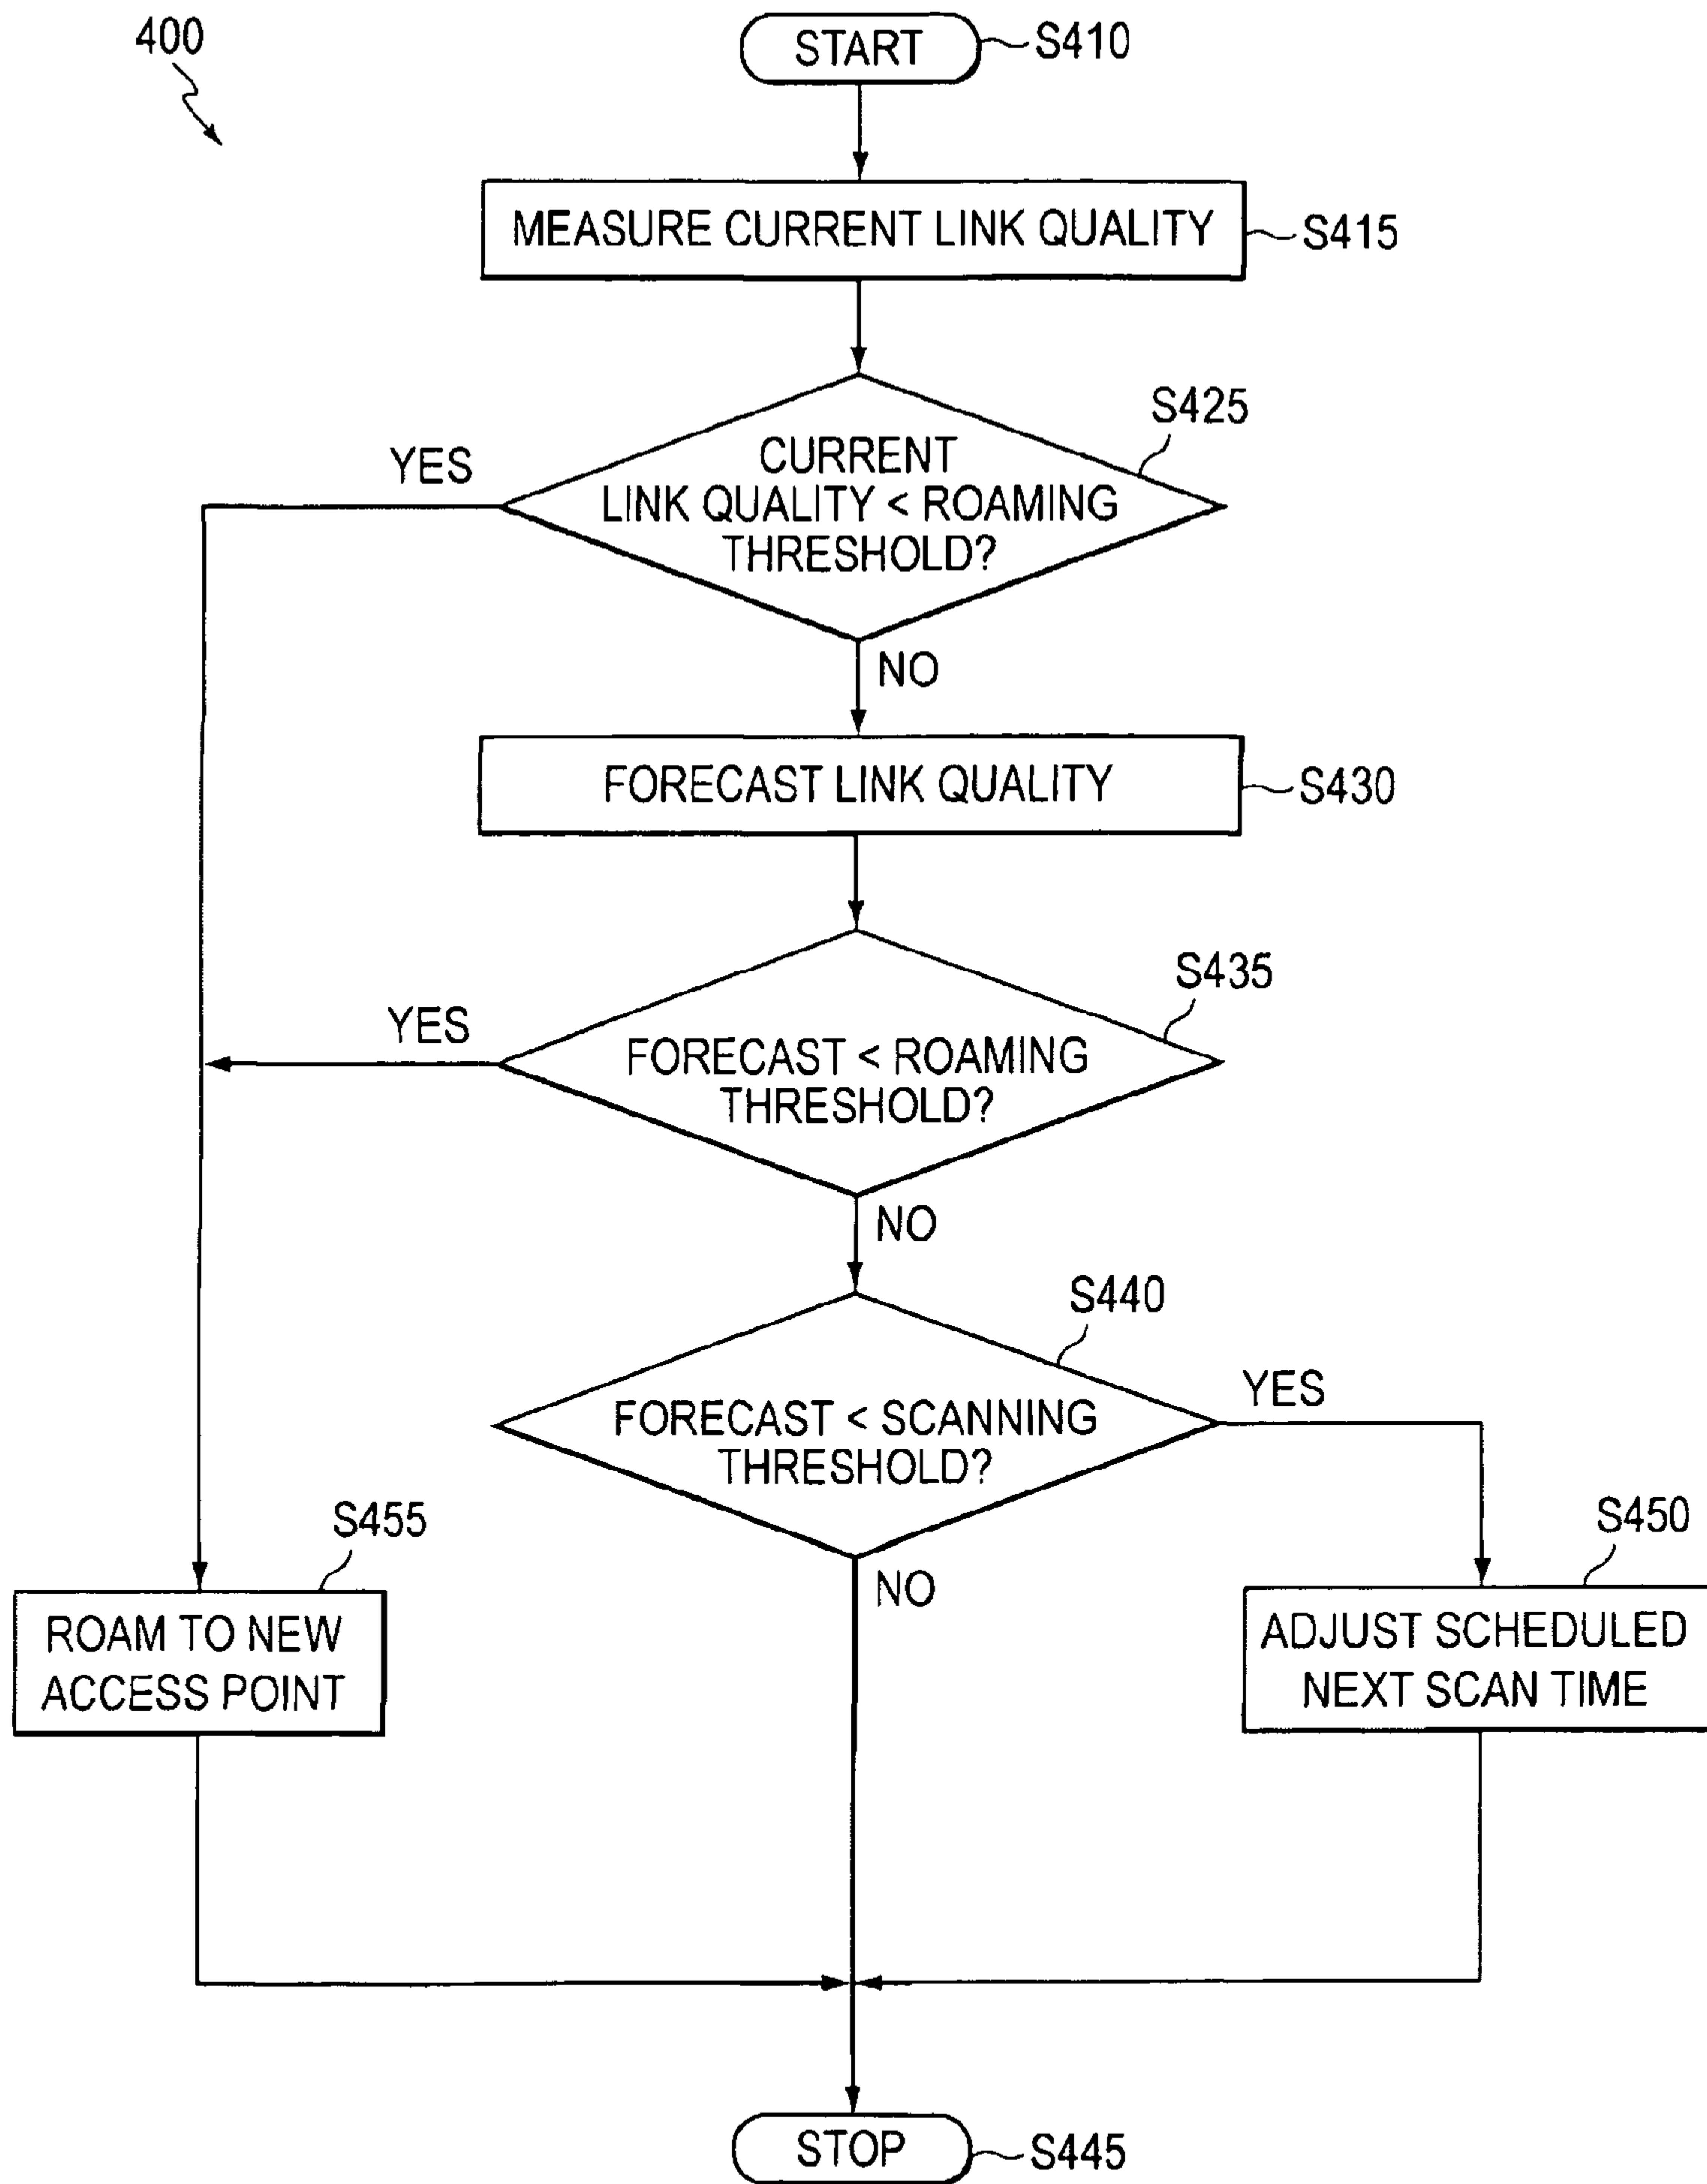 400
START
S410
MEASURE CURRENT LINK QUALITY
S415
S425
YES
CURRENT
LINK QUALITY < ROAMING
THRESHOLD?
NO
FORECAST LINK QUALITY
S430
S435
YES
FORECAST < ROAMING
THRESHOLD?
NO
S440
YES
FORECAST < SCANNING
THRESHOLD?
S455
S450
NO
ROAM TO NEW
ACCESS POINT
ADJUST SCHEDULED
NEXT SCAN TIME
STOP
S445